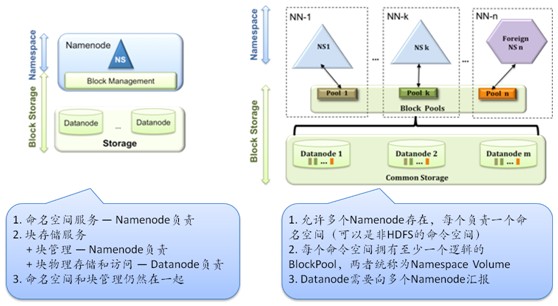 Namespace
Namenode
NS
Block Management
Block Storage
Datanode ... Datanode
Storage
1. 命名空间服务 — Namenode负责
2. 块存储服务
+ 块管理 — Namenode负责
+ 块物理存储和访问 — Datanode负责
3. 命名空间和块管理仍然在一起
Namespace
NN-1 NN-k NN-n
NS1 ... NS k ... Foreign
NS n
Pool 1 Pool k Pool n
Block Pools
Block Storage
Datanode 1 Datanode 2 Datanode m
... ... ...
Common Storage
1. 允许多个Namenode存在，每个负责一个命
名空间（可以是非HDFS的命令空间）
2. 每个命令空间拥有至少一个逻辑的
BlockPool，两者统称为Namespace Volume
3. Datanode需要向多个Namenode汇报